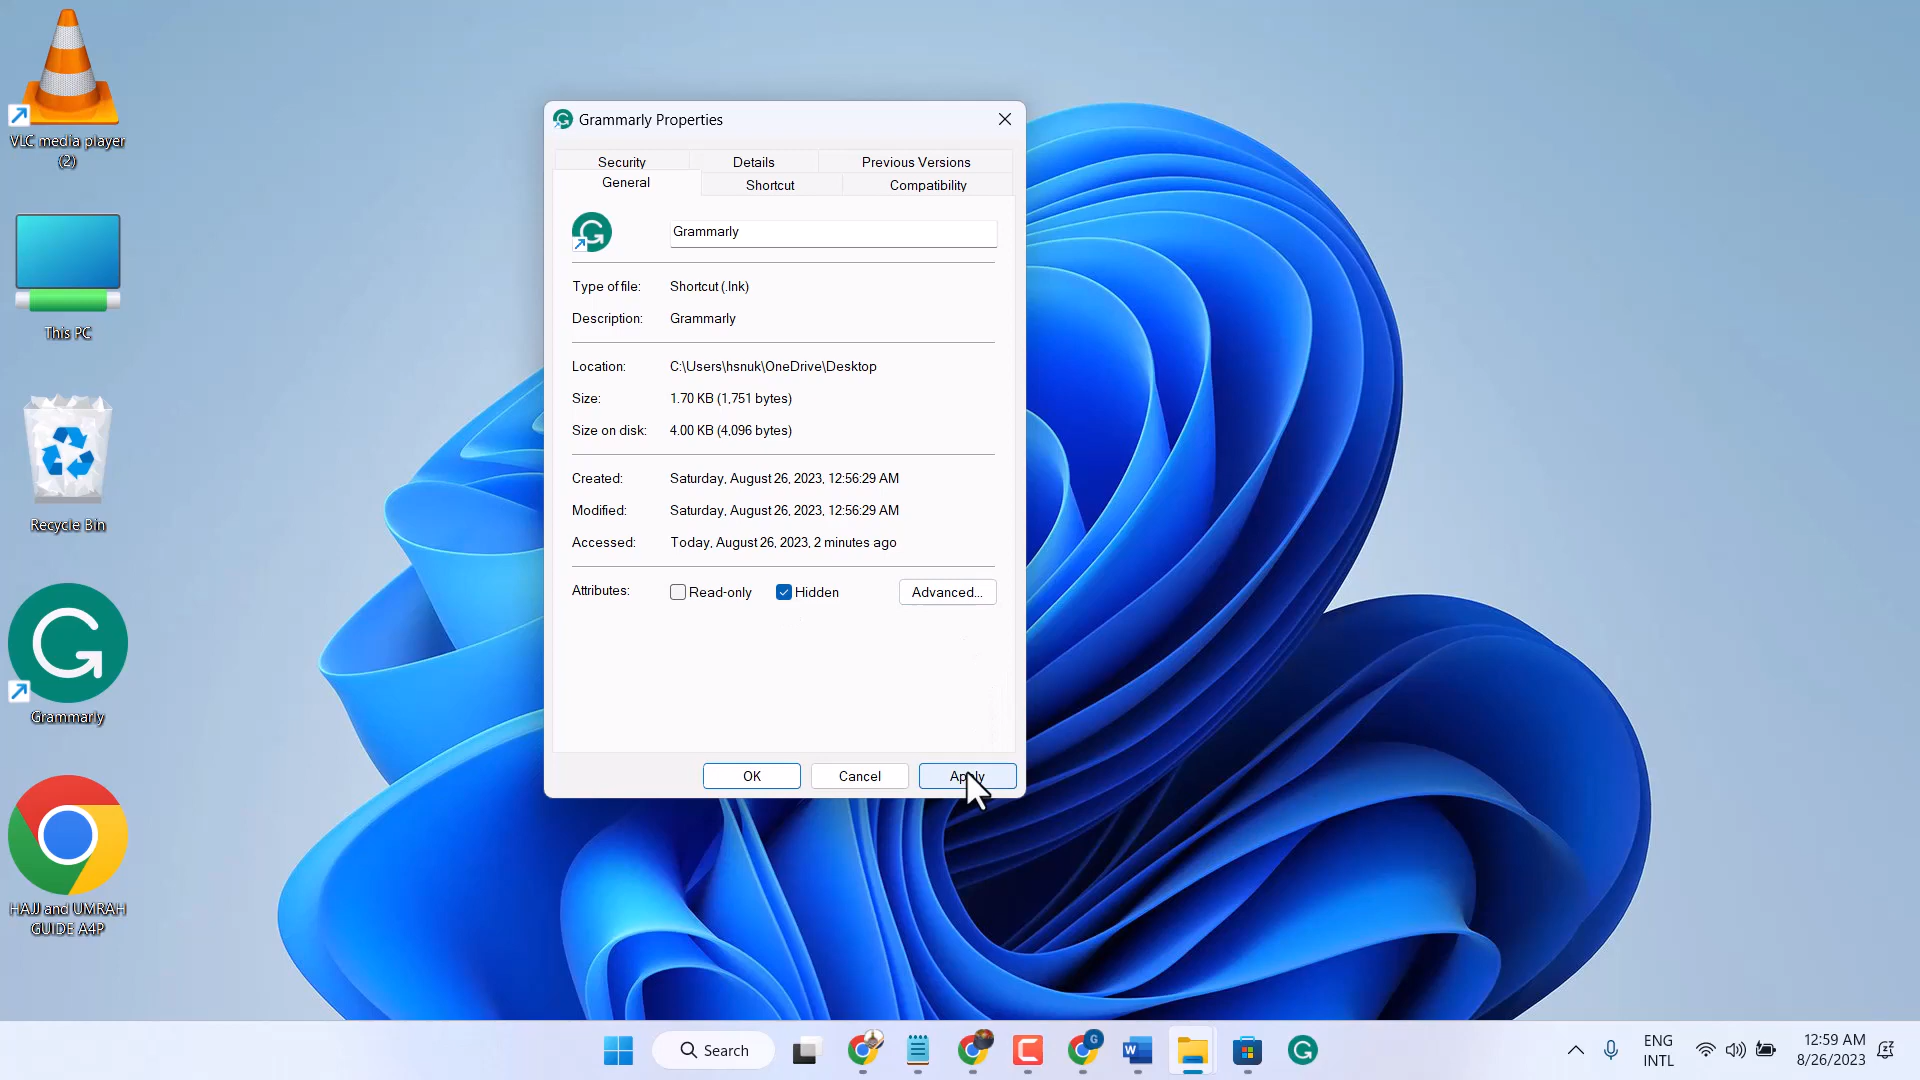 VLC media player
(2)
This PC
Recycle Bin
Grammarly
HAJJ and UMRAH
GUIDE A4P
Grammarly Properties
Security
Details
Previous Versions
General
Shortcut
Compatibility
Grammarly
Type of file:
Shortcut (.lnk)
Description:
Grammarly
Location:
C:\Users\hsnuk\OneDrive\Desktop
Size:
1.70 KB (1,751 bytes)
Size on disk:
4.00 KB (4,096 bytes)
Created:
Saturday, August 26, 2023, 12:56:29 AM
Modified:
Saturday, August 26, 2023, 12:56:29 AM
Accessed:
Today, August 26, 2023, 2 minutes ago
Attributes:
Read-only
Hidden
Advanced...
OK
Cancel
Apply
Search
ENG
INTL
12:59 AM
8/26/2023